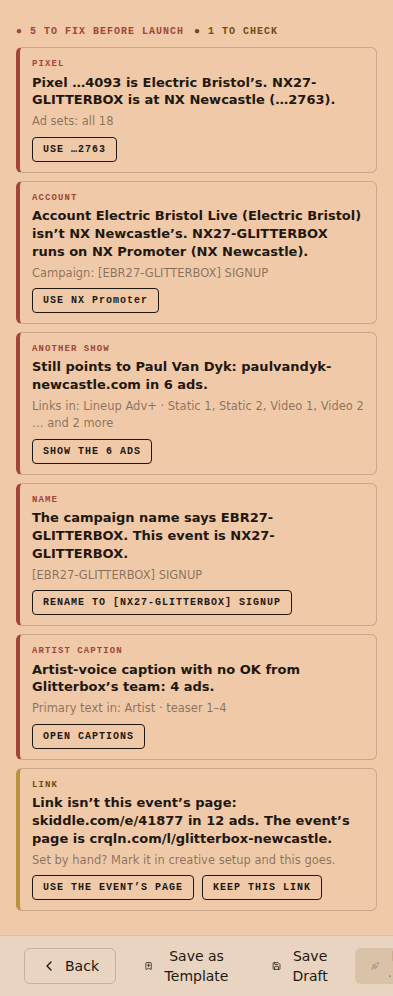 ● 5 TO FIX BEFORE LAUNCH ● 1 TO CHECK
PIXEL
Pixel …4093 is Electric Bristol’s. NX27-
GLITTERBOX is at NX Newcastle (…2763).
Ad sets: all 18
USE …2763
ACCOUNT
Account Electric Bristol Live (Electric Bristol)
isn’t NX Newcastle’s. NX27-GLITTERBOX
runs on NX Promoter (NX Newcastle).
Campaign: [EBR27-GLITTERBOX] SIGNUP
USE NX Promoter
ANOTHER SHOW
Still points to Paul Van Dyk: paulvandyk-
newcastle.com in 6 ads.
Links in: Lineup Adv+ · Static 1, Static 2, Video 1, Video 2
… and 2 more
SHOW THE 6 ADS
NAME
The campaign name says EBR27-
GLITTERBOX. This event is NX27-
GLITTERBOX.
[EBR27-GLITTERBOX] SIGNUP
RENAME TO [NX27-GLITTERBOX] SIGNUP
ARTIST CAPTION
Artist-voice caption with no OK from
Glitterbox’s team: 4 ads.
Primary text in: Artist · teaser 1–4
OPEN CAPTIONS
LINK
Link isn’t this event’s page:
skiddle.com/e/41877 in 12 ads. The event’s
page is crqln.com/l/glitterbox-newcastle.
Set by hand? Mark it in creative setup and this goes.
USE THE EVENT’S PAGE KEEP THIS LINK
Back
Save as
Template
Save
Draft